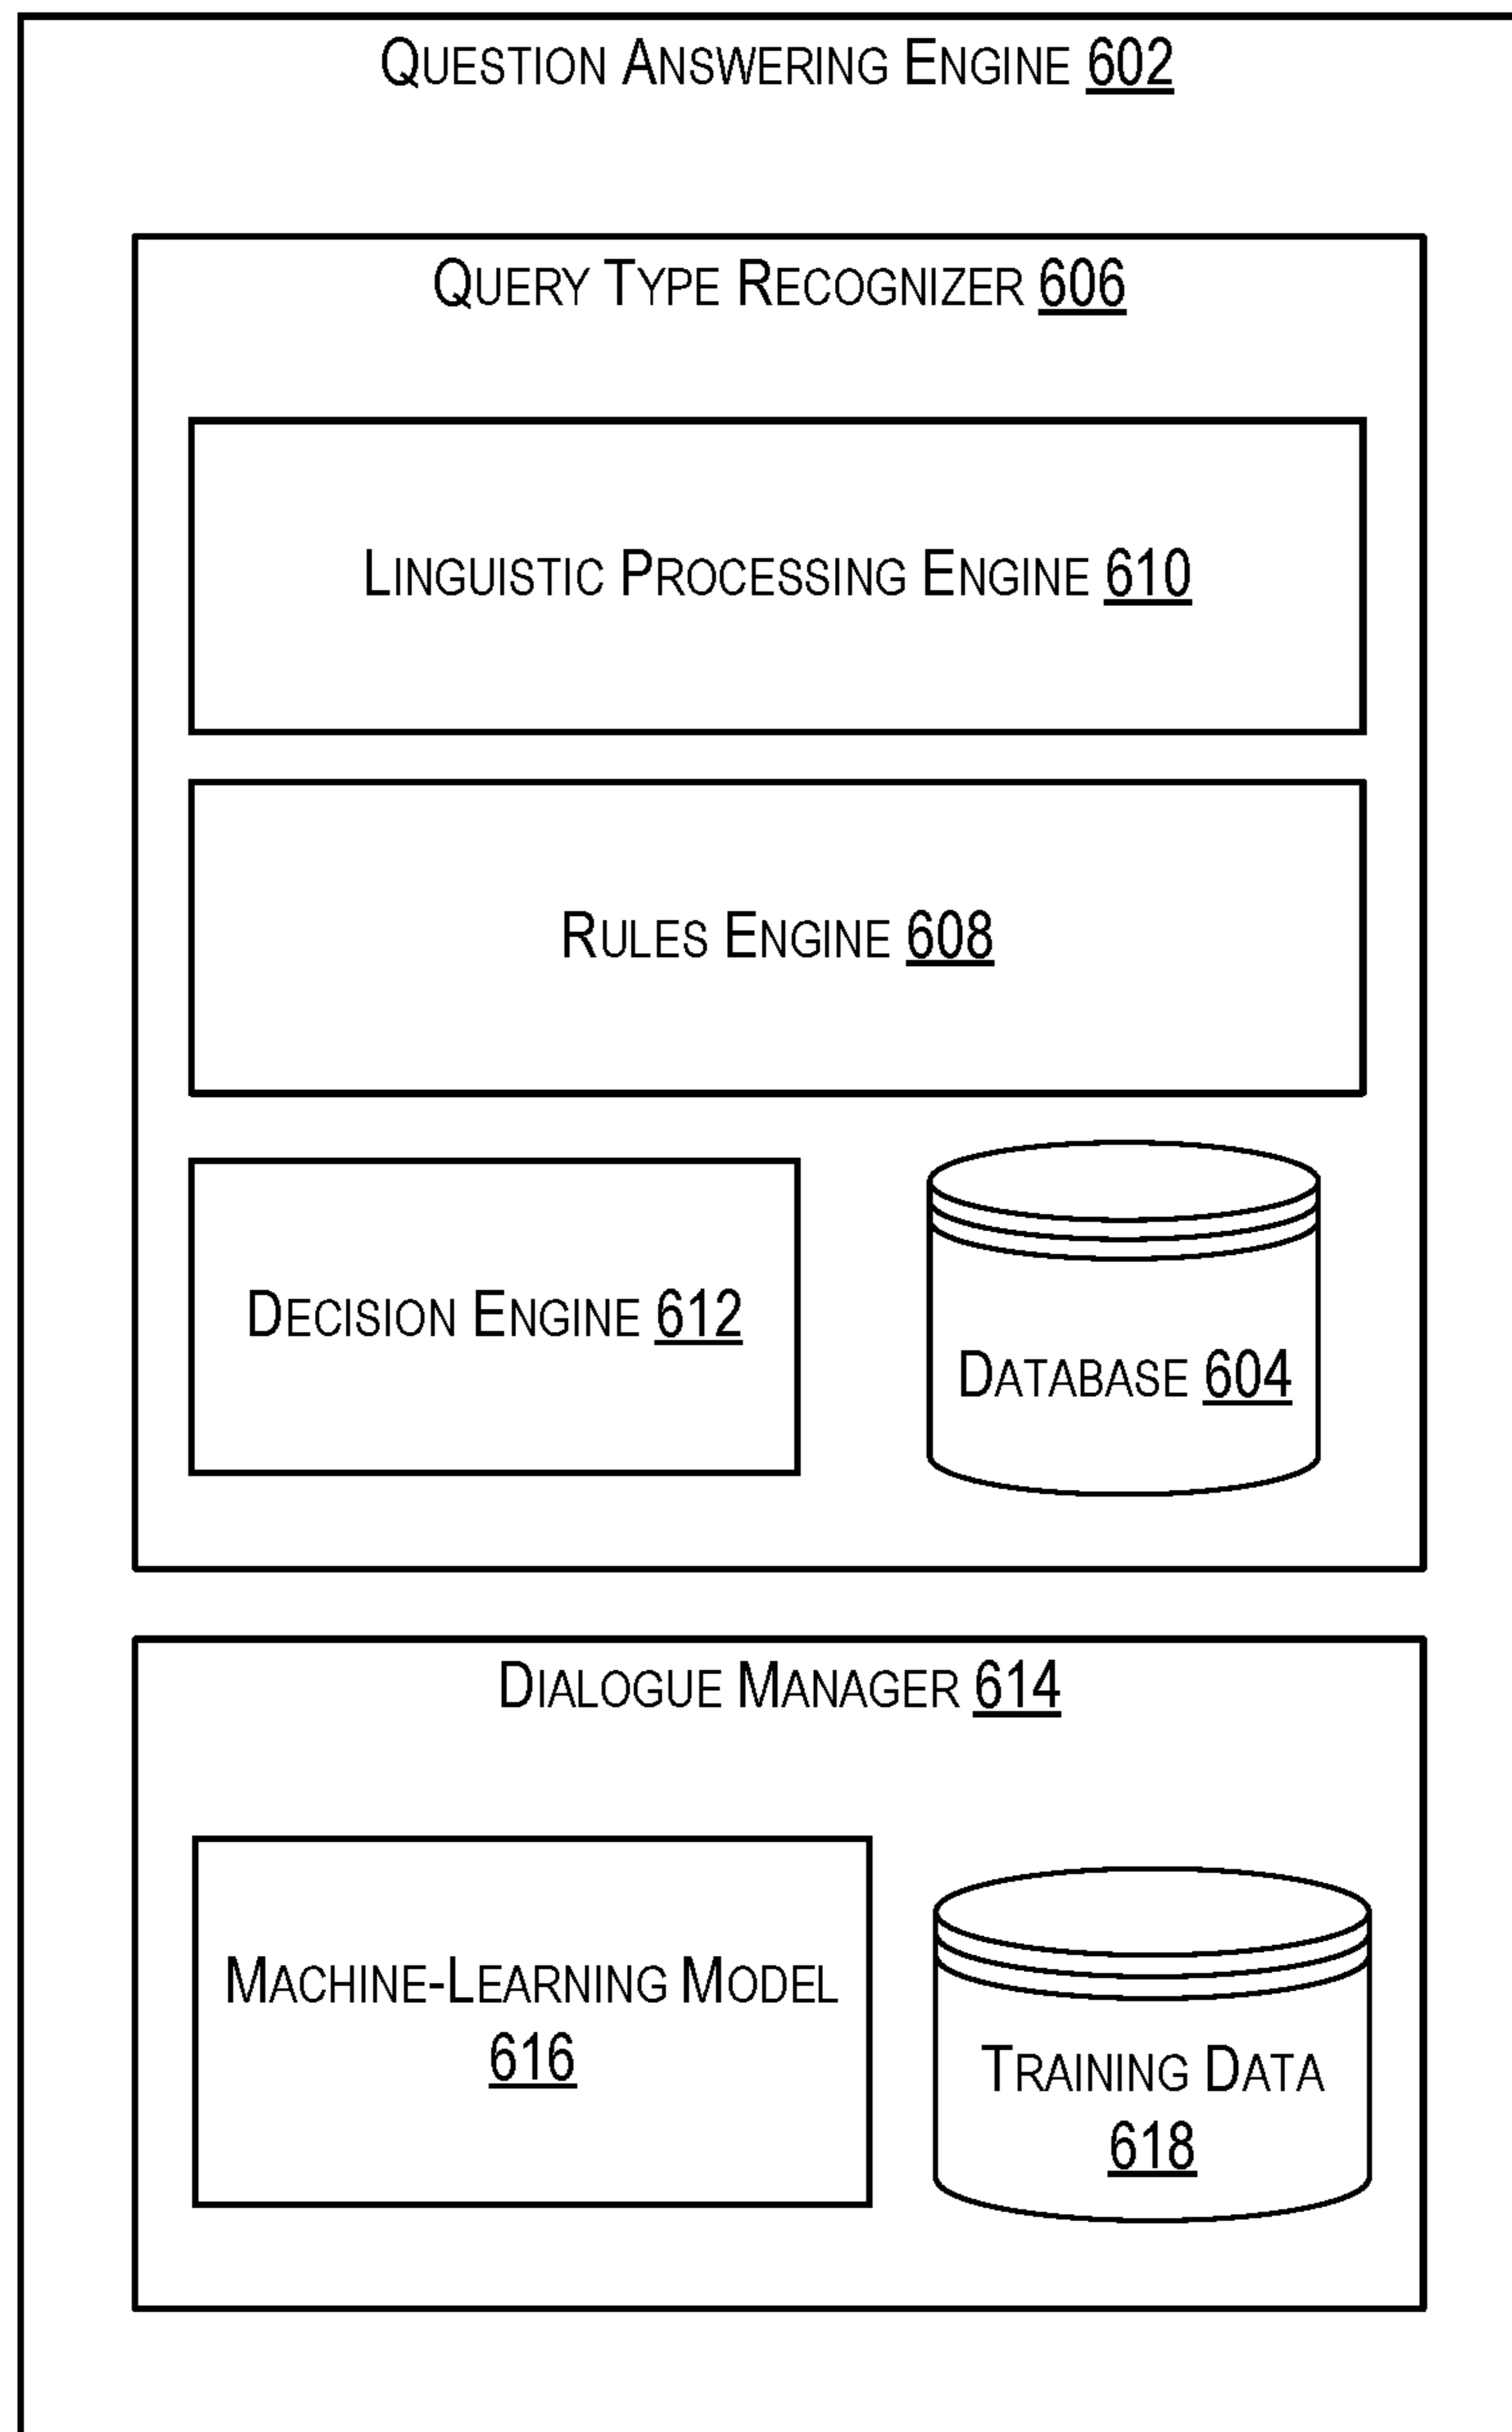 QUESTION ANSWERING ENGINE 602
QUERY TYPE RECOGNIZER 606
LINGUISTIC PROCESSING ENGINE 610
RULES ENGINE 608
DECISION ENGINE 612
DATABASE 604
DIALOGUE MANAGER 614
MACHINE-LEARNING MODEL
616
TRAINING DATA
618